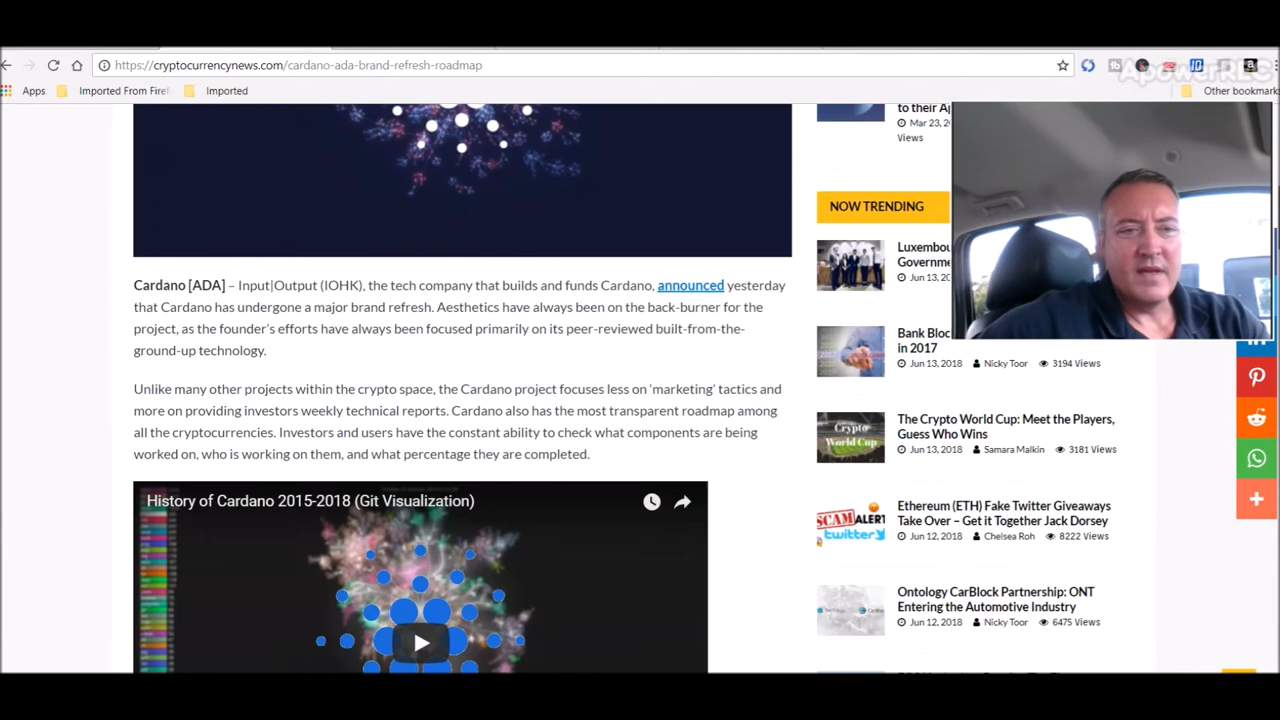 ApowerREC
https://cryptocurrencynews.com/cardano-ada-brand-refresh-roadmap
Apps
Imported From Firef
Imported
Other bookmark
to their Ap
Mar 23, 2
Views
NOW TRENDING
Luxembou
Governme
Jun 13, 20
Cardano [ADA] – Input|Output (IOHK), the tech company that builds and funds Cardano, announced yesterday
that Cardano has undergone a major brand refresh. Aesthetics have always been on the back-burner for the
project, as the founder's efforts have always been focused primarily on its peer-reviewed built-from-the-
ground-up technology.
Unlike many other projects within the crypto space, the Cardano project focuses less on 'marketing' tactics and
more on providing investors weekly technical reports. Cardano also has the most transparent roadmap among
all the cryptocurrencies. Investors and users have the constant ability to check what components are being
worked on, who is working on them, and what percentage they are completed.
History of Cardano 2015-2018 (Git Visualization)
Bank Bloc
in 2017
Jun 13, 2018 Nicky Toor 3194 Views
Crypto
World Cup
The Crypto World Cup: Meet the Players,
Guess Who Wins
Jun 13, 2018 Samara Malkin 3181 Views
SCAM ALERT
twitter
Ethereum (ETH) Fake Twitter Giveaways
Take Over – Get it Together Jack Dorsey
Jun 12, 2018 Chelsea Roh 8222 Views
Ontology CarBlock Partnership: ONT
Entering the Automotive Industry
Jun 12, 2018 Nicky Toor 6475 Views